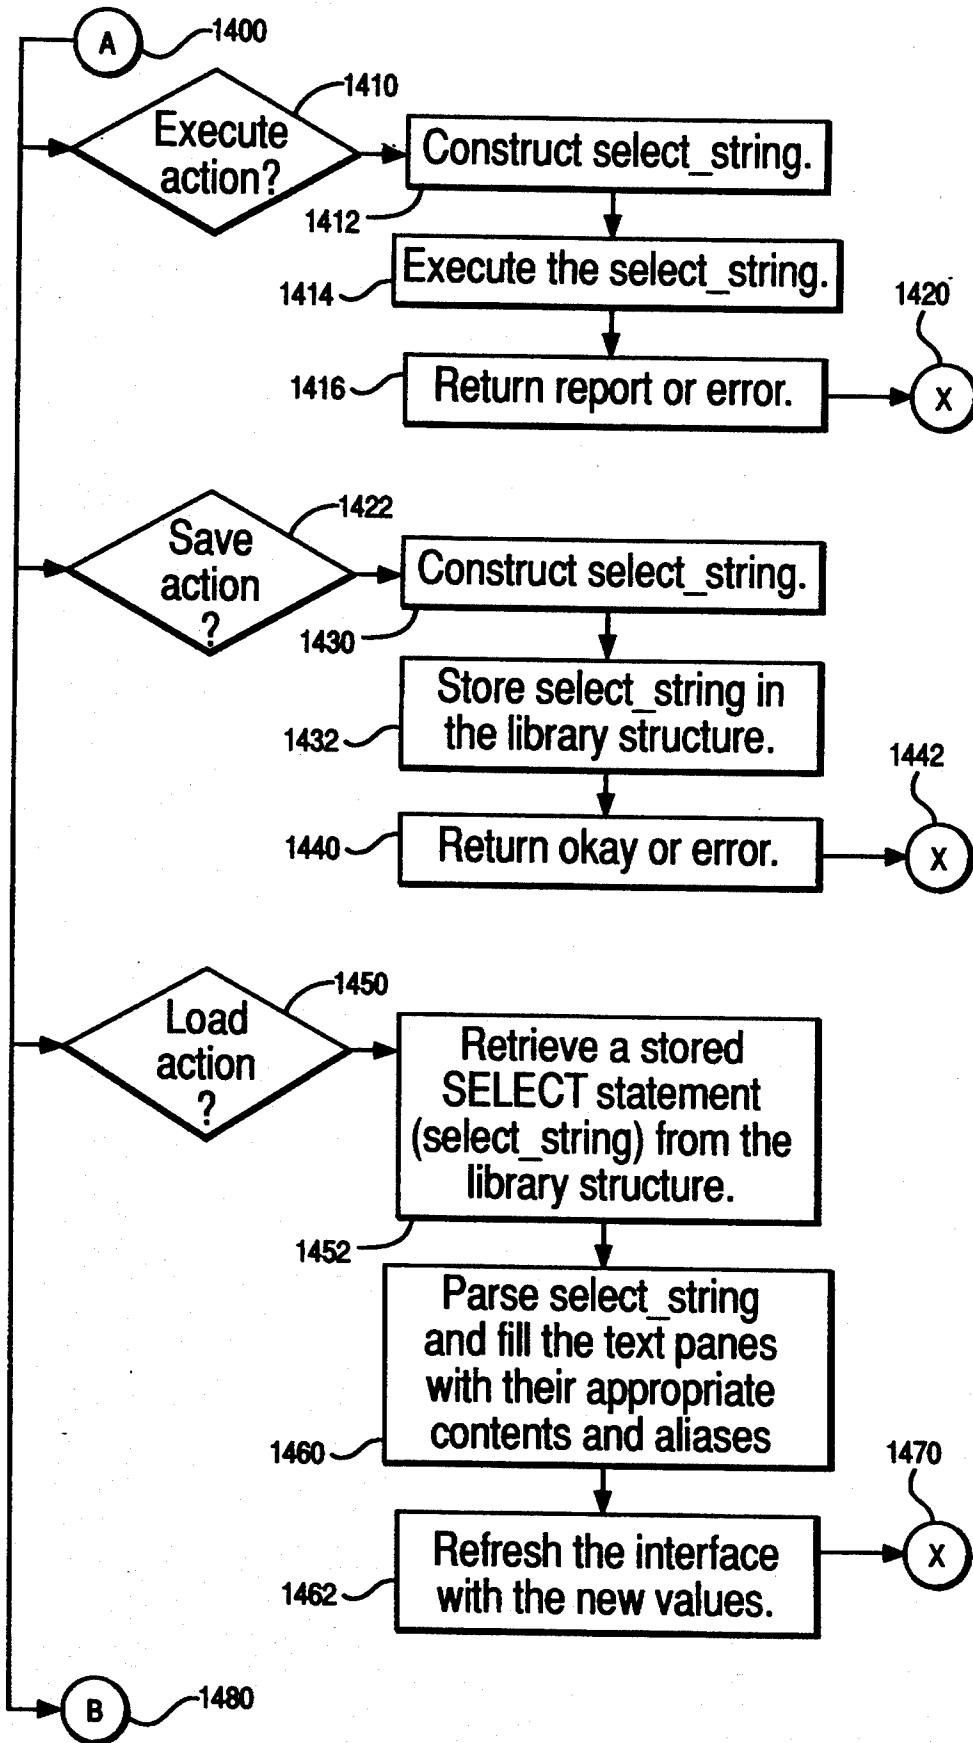 A
1400
1410
Execute
action?
Construct select_string.
1412
Execute the select_string.
1414
1420
1416
Return report or error.
X
1422
Save
action
?
Construct select_string.
1430
Store select_string in
the library structure.
1432
1442
1440
Return okay or error.
X
1450
Load
action
?
Retrieve a stored
SELECT statement
(select_string) from the
library structure.
1452
Parse select_string
and fill the text panes
with their appropriate
contents and aliases
1460
1470
Refresh the interface
with the new values.
1462
X
B
1480